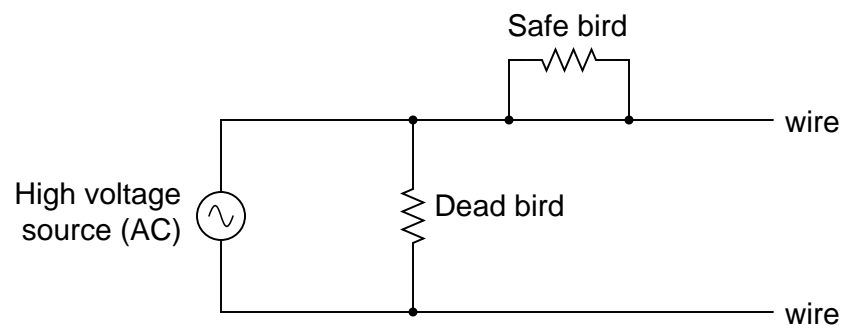 Safe bird
wire
High voltage
source (AC)
Dead bird
wire